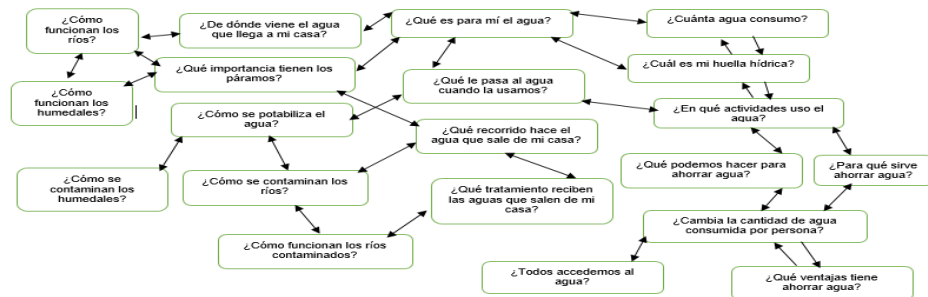 ¿Cómo
funcionan los
ríos?
¿De dónde viene el agua
que llega a mi casa?
¿Qué es para mí el agua?
¿Cuánta agua consumo?
¿Qué importancia tienen los
páramos?
¿Cuál es mi huella hídrica?
¿Cómo
funcionan los
humedales?
¿Qué le pasa al agua
cuando la usamos?
¿En qué actividades uso el
agua?
¿Cómo se potabiliza el
agua?
¿Qué recorrido hace el
agua que sale de mi casa?
¿Qué podemos hacer para
ahorrar agua?
¿Para qué sirve
ahorrar agua?
¿Cómo se
contaminan los
humedales?
¿Cómo se contaminan los
ríos?
¿Qué tratamiento reciben
las aguas que salen de mi
casa?
¿Cambia la cantidad de agua
consumida por persona?
¿Cómo funcionan los ríos
contaminados?
¿Todos accedemos al
agua?
¿Qué ventajas tiene
ahorrar agua?